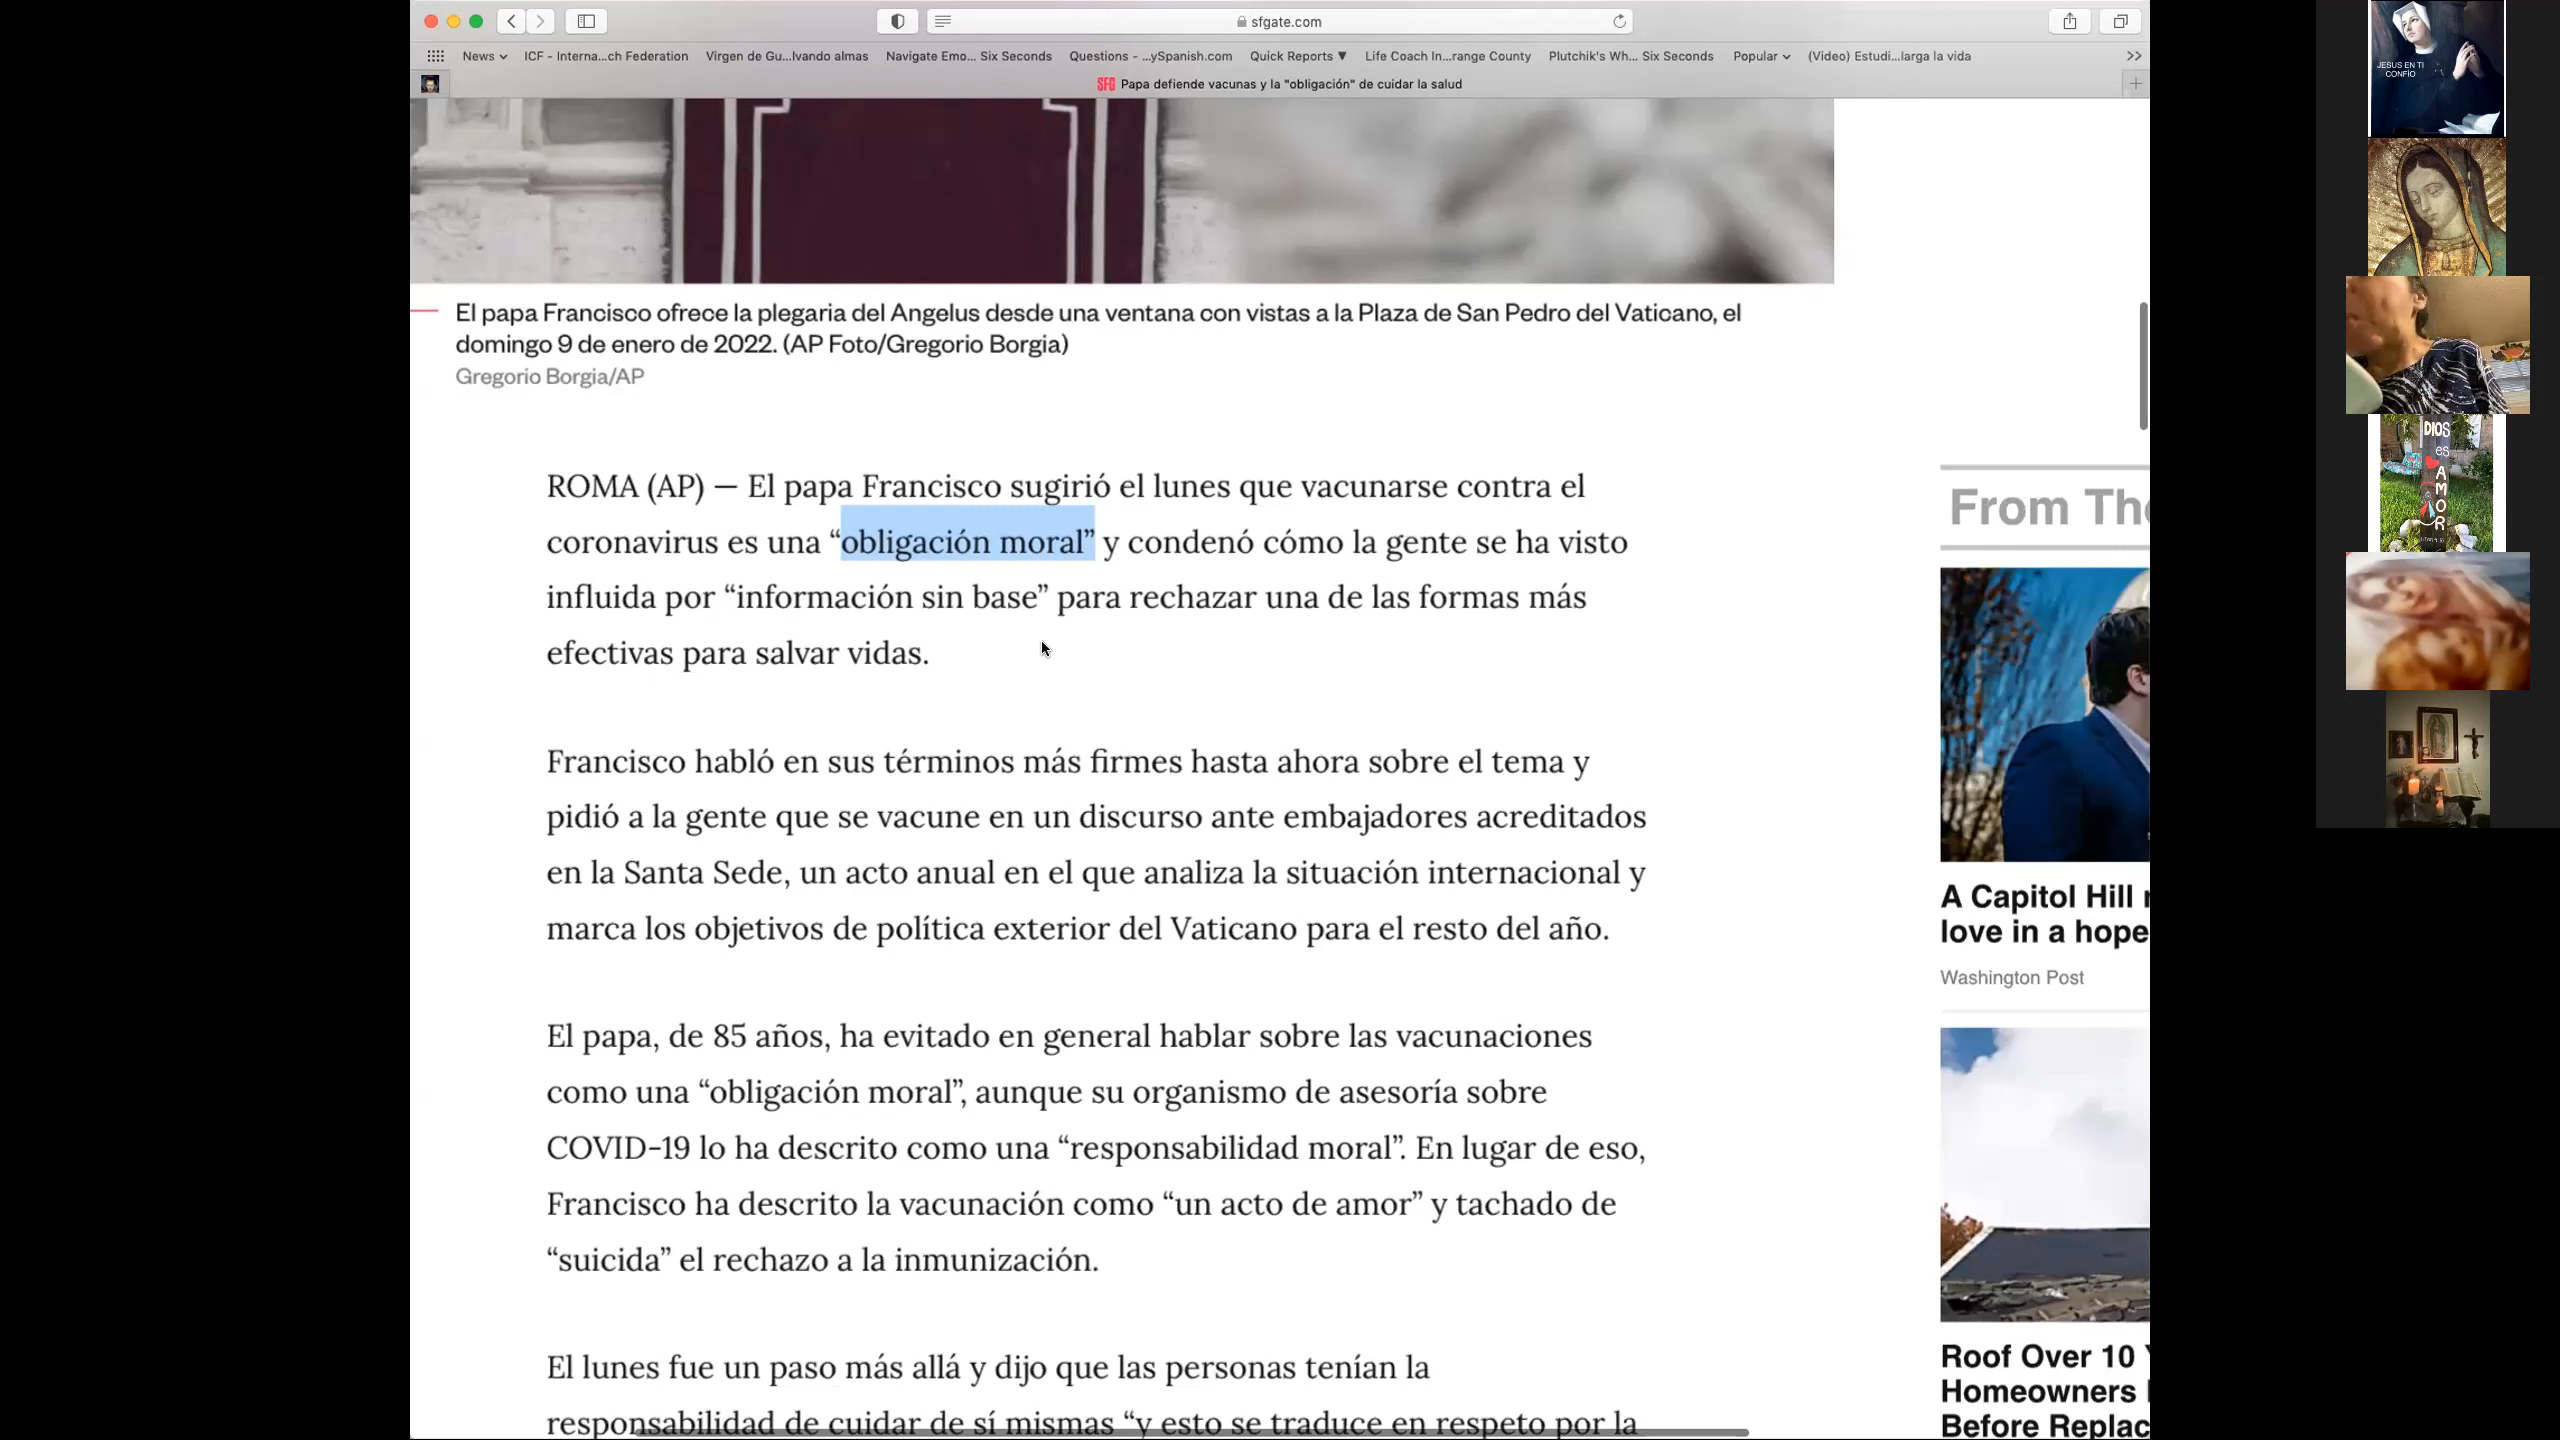 sfgate.com
News
ICF - Interna...ch Federation
Virgen de Gu...lvando almas
Navigate Emo... Six Seconds
Questions - ...ySpanish.com
Quick Reports ▼
Life Coach In...range County
Plutchik's Wh... Six Seconds
Popular
(Video) Estudi...larga la vida
SFG Papa defiende vacunas y la "obligación" de cuidar la salud
El papa Francisco ofrece la plegaria del Angelus desde una ventana con vistas a la Plaza de San Pedro del Vaticano, el
domingo 9 de enero de 2022. (AP Foto/Gregorio Borgia)
Gregorio Borgia/AP
ROMA (AP) — El papa Francisco sugirió el lunes que vacunarse contra el
coronavirus es una “obligación moral” y condenó cómo la gente se ha visto
influida por “información sin base” para rechazar una de las formas más
efectivas para salvar vidas.
Francisco habló en sus términos más firmes hasta ahora sobre el tema y
pidió a la gente que se vacune en un discurso ante embajadores acreditados
en la Santa Sede, un acto anual en el que analiza la situación internacional y
marca los objetivos de política exterior del Vaticano para el resto del año.
El papa, de 85 años, ha evitado en general hablar sobre las vacunaciones
como una “obligación moral”, aunque su organismo de asesoría sobre
COVID-19 lo ha descrito como una “responsabilidad moral”. En lugar de eso,
Francisco ha descrito la vacunación como “un acto de amor” y tachado de
“suicida” el rechazo a la inmunización.
El lunes fue un paso más allá y dijo que las personas tenían la
responsabilidad de cuidar de sí mismas “y esto se traduce en respeto por la
From Th
A Capitol Hill
love in a hope
Washington Post
Roof Over 10
Homeowners
Before Replac
JESUS EN TI
CONFÍO
DIOS
es
AMOR